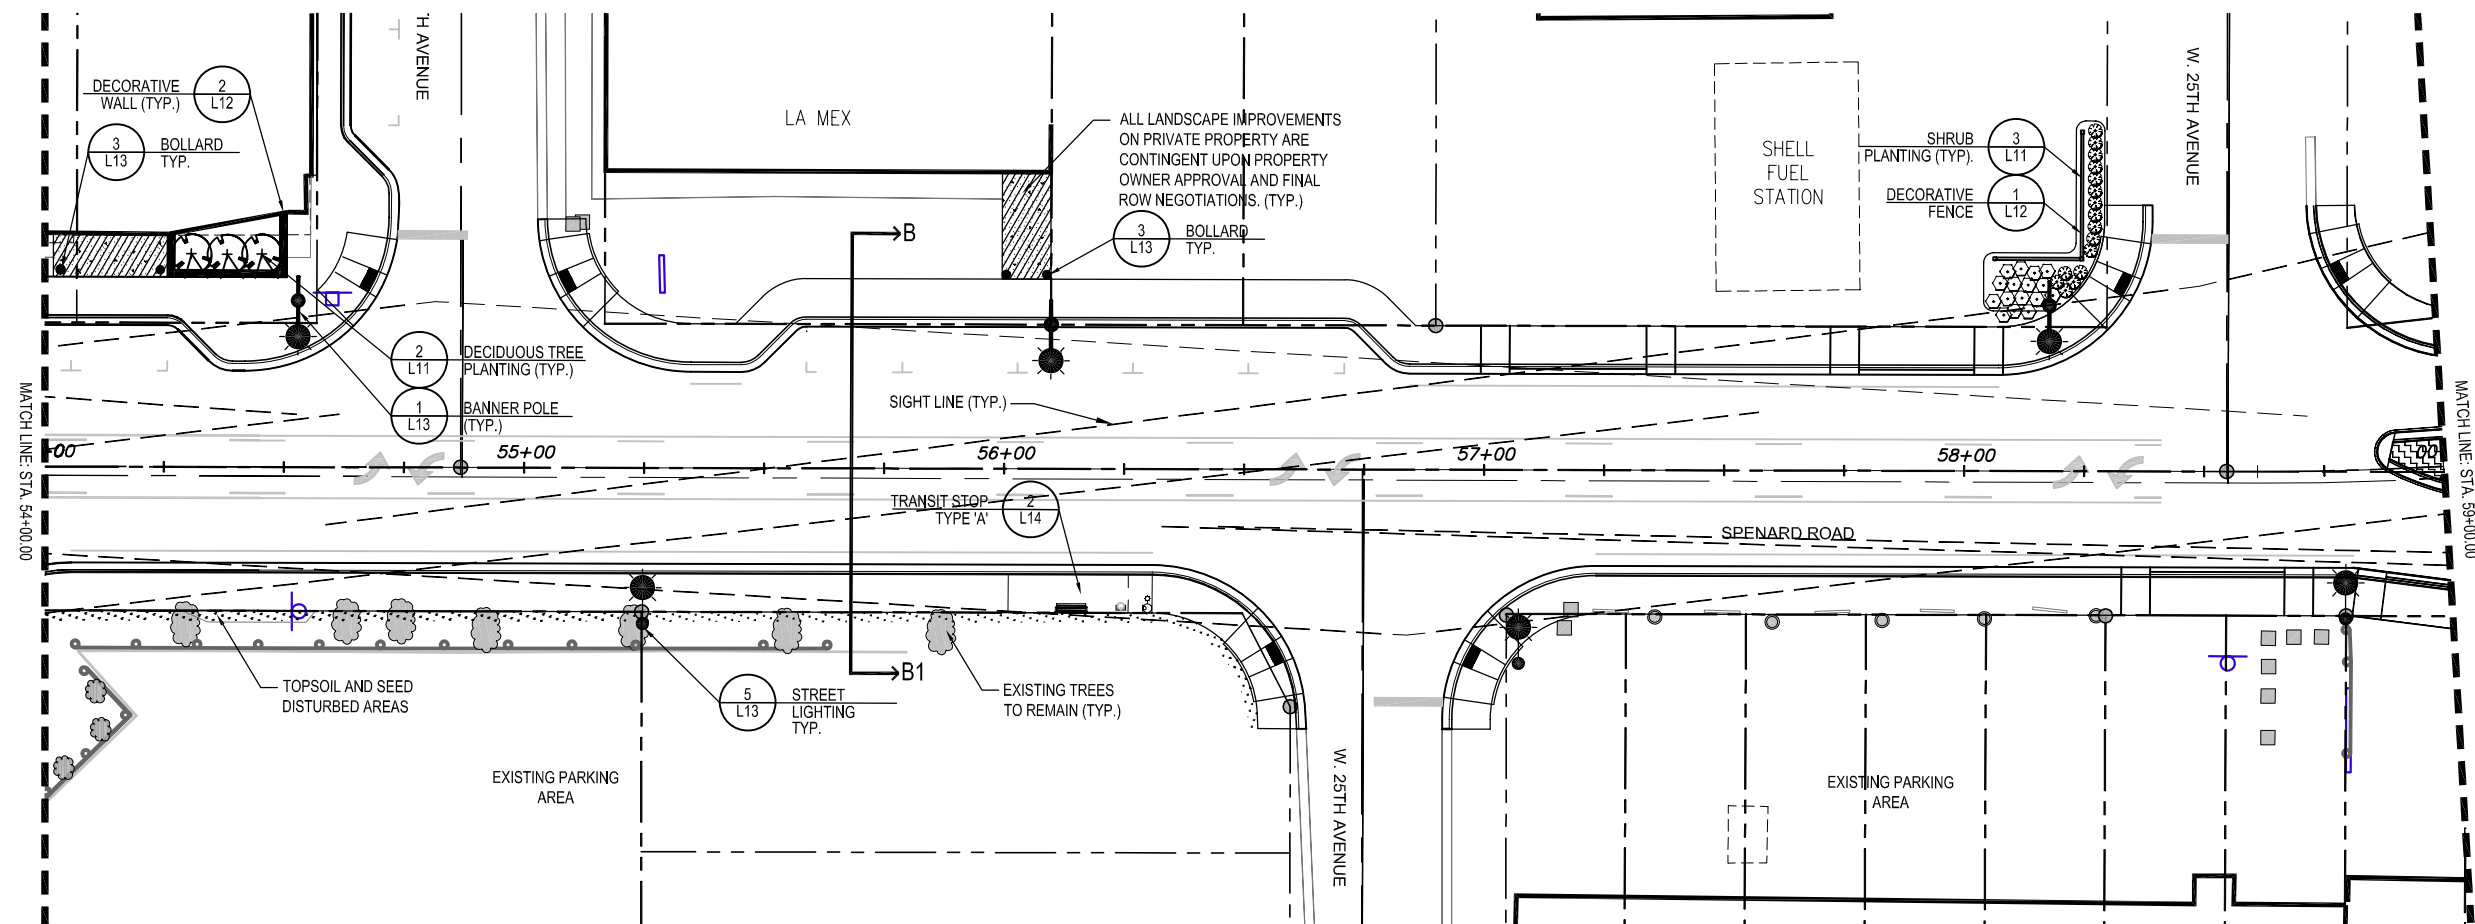 TH AVENUE
DECORATIVE
WALL (TYP.)
2
L12
3
L13
BOLLARD
TYP.
LA MEX
ALL LANDSCAPE IMPROVEMENTS
ON PRIVATE PROPERTY ARE
CONTINGENT UPON PROPERTY
OWNER APPROVAL AND FINAL
ROW NEGOTIATIONS. (TYP.)
3
L13
BOLLARD
TYP.
SHELL
FUEL
STATION
SHRUB
PLANTING (TYP).
3
L11
DECORATIVE
FENCE
1
L12
W. 25TH AVENUE
B
2
L11
DECIDUOUS TREE
PLANTING (TYP.)
1
L13
BANNER POLE
(TYP.)
SIGHT LINE (TYP.)
MATCH LINE: STA. 54+00.00
MATCH LINE: STA. 59+00.00
+00
55+00
56+00
57+00
58+00
00
TRANSIT STOP
TYPE 'A'
2
L14
SPENARD ROAD
B1
TOPSOIL AND SEED
DISTURBED AREAS
5
L13
STREET
LIGHTING
TYP.
EXISTING TREES
TO REMAIN (TYP.)
EXISTING PARKING
AREA
W. 25TH AVENUE
EXISTING PARKING
AREA